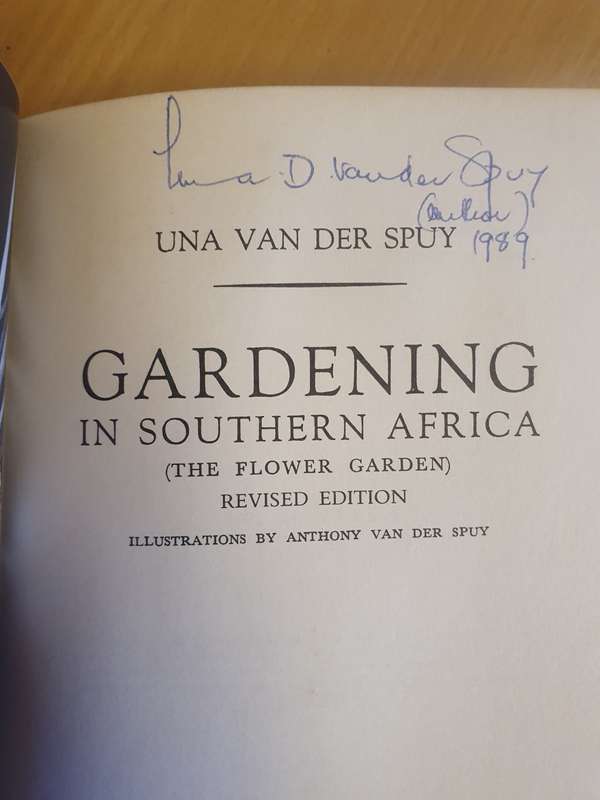 Una D. van der Spuy
(author)
1989
UNA VAN DER SPUY
GARDENING
IN SOUTHERN AFRICA
(THE FLOWER GARDEN)
REVISED EDITION
ILLUSTRATIONS BY ANTHONY VAN DER SPUY